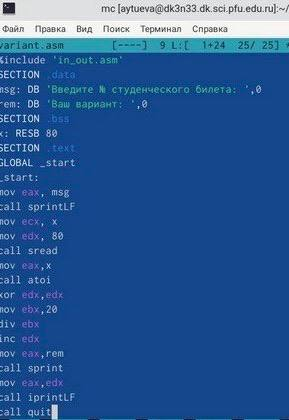 mc [aytueva@dk3n33.dk.sci.pfu.edu.ru]:~/
Файл Правка Вид Поиск Терминал Справка
variant.asm [----] 9 L:[ 1+24 25/ 25] *
%include 'in_out.asm'
SECTION .data
msg: DB 'Введите № студенческого билета: ',0
rem: DB 'Ваш вариант: ',0
SECTION .bss
x: RESB 80
SECTION .text
GLOBAL _start
_start:
mov eax, msg
call sprintLF
mov ecx, x
mov edx, 80
call sread
mov eax,x
call atoi
xor edx,edx
mov ebx,20
div ebx
inc edx
mov eax,rem
call sprint
mov eax,edx
call iprintLF
call quit